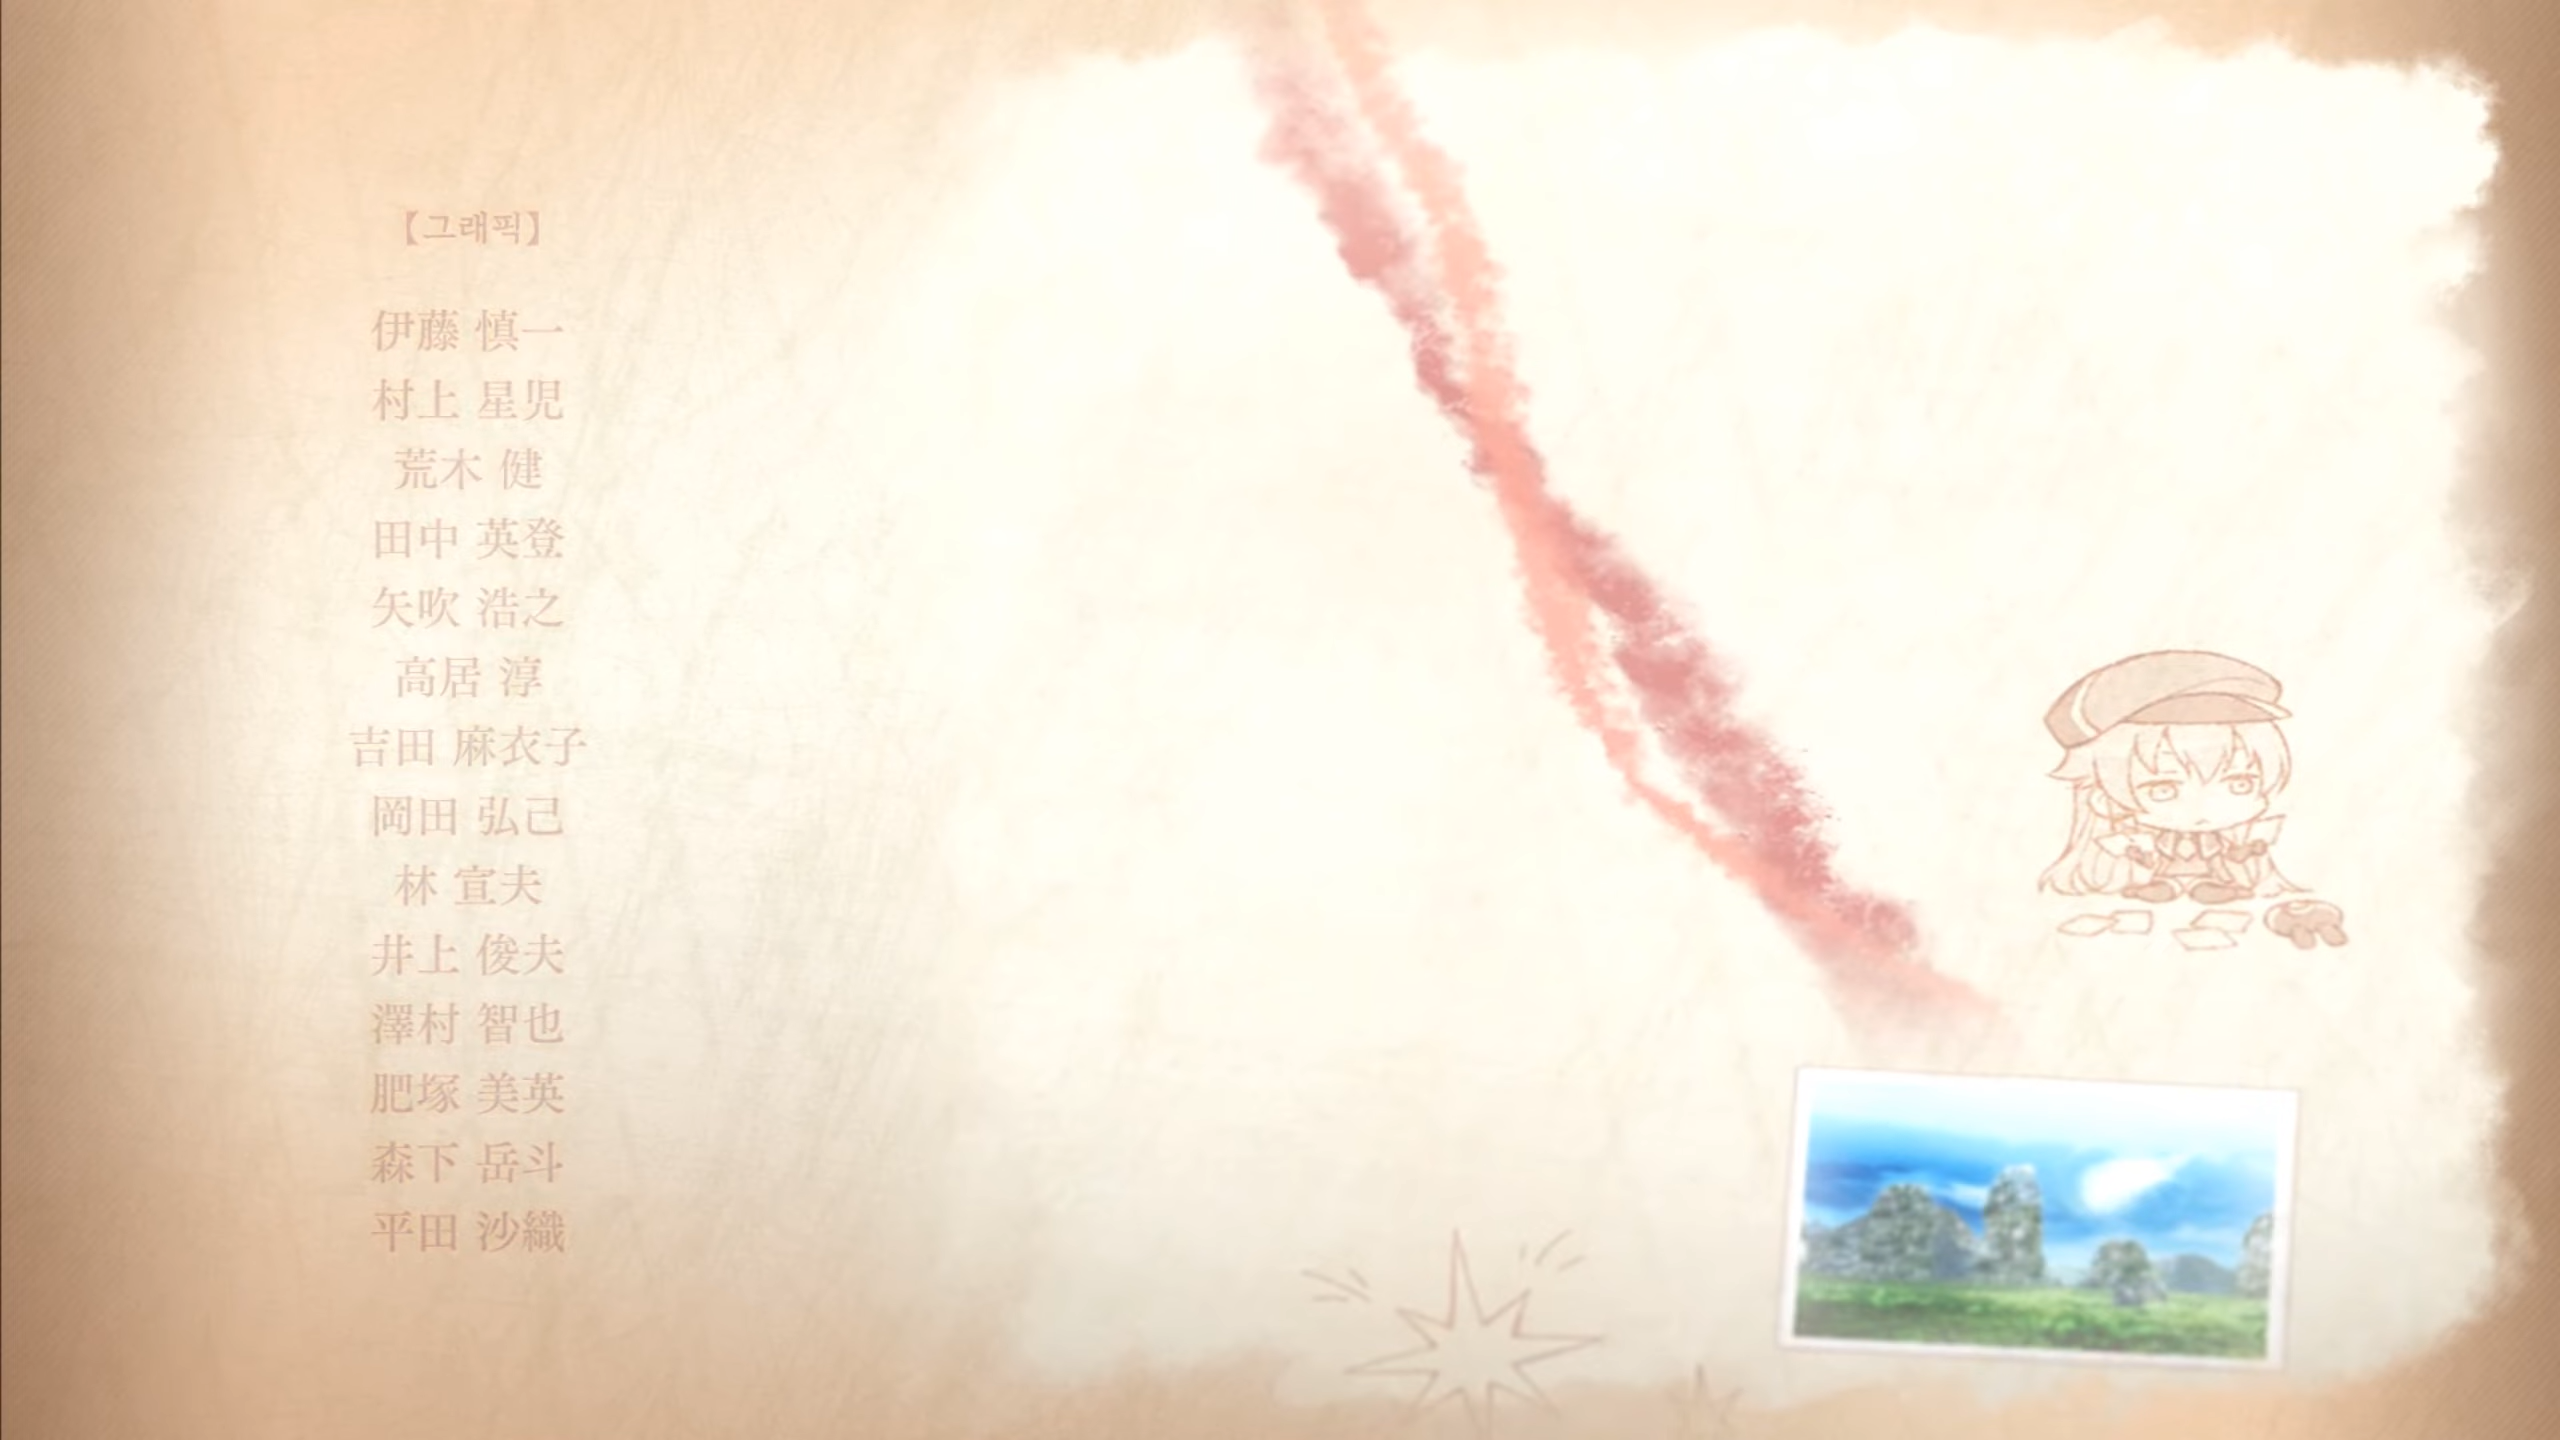 【그래픽】
伊藤 慎一
村上 星児
荒木 健
田中 英登
矢吹 浩之
高居 淳
吉田 麻衣子
岡田 弘己
林 宣夫
井上 俊夫
澤村 智也
肥塚 美英
森下 岳斗
平田 沙織